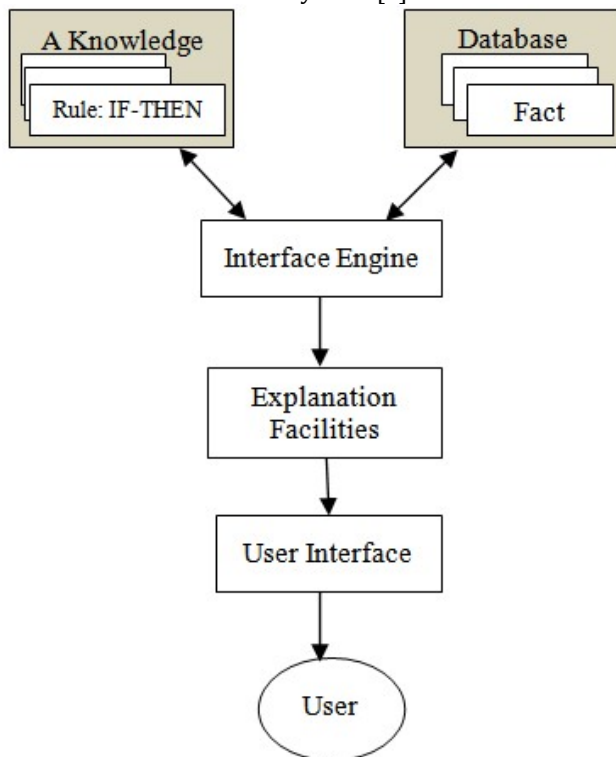 A Knowledge
Rule: IF-THEN
Database
Fact
Interface Engine
Explanation
Facilities
User Interface
User